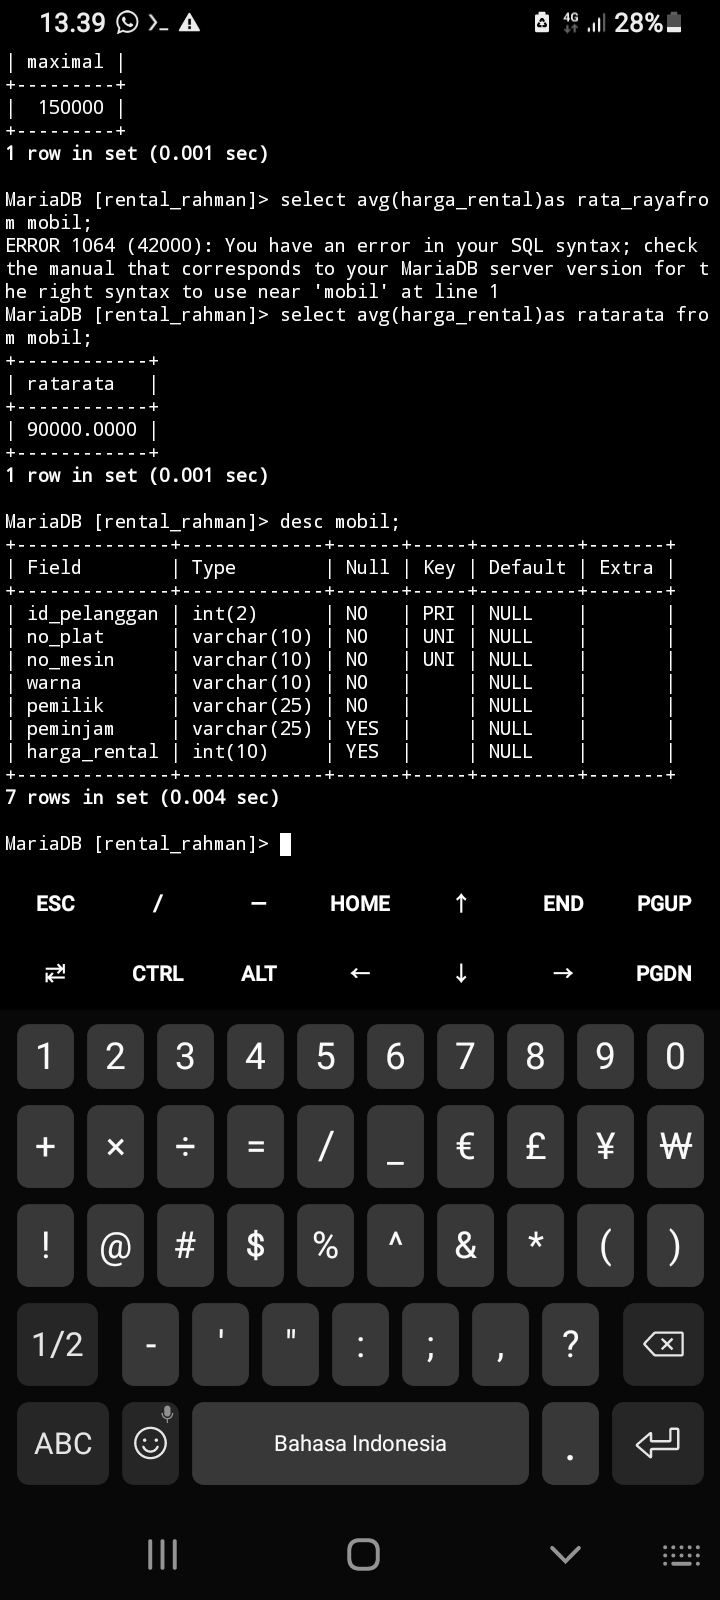 13.39 4G 28%
| maximal |
+---------+
|  150000 |
+---------+
1 row in set (0.001 sec)
MariaDB [rental_rahman]> select avg(harga_rental)as rata_rayafro
m mobil;
ERROR 1064 (42000): You have an error in your SQL syntax; check
the manual that corresponds to your MariaDB server version for t
he right syntax to use near 'mobil' at line 1
MariaDB [rental_rahman]> select avg(harga_rental)as ratarata fro
m mobil;
+------------+
| ratarata   |
+------------+
| 90000.0000 |
+------------+
1 row in set (0.001 sec)
MariaDB [rental_rahman]> desc mobil;
+--------------+-------------+------+-----+---------+-------+
| Field        | Type        | Null | Key | Default | Extra |
+--------------+-------------+------+-----+---------+-------+
| id_pelanggan | int(2)      | NO   | PRI | NULL    |       |
| no_plat      | varchar(10) | NO   | UNI | NULL    |       |
| no_mesin     | varchar(10) | NO   | UNI | NULL    |       |
| warna        | varchar(10) | NO   |     | NULL    |       |
| pemilik      | varchar(25) | NO   |     | NULL    |       |
| peminjam     | varchar(25) | YES  |     | NULL    |       |
| harga_rental | int(10)     | YES  |     | NULL    |       |
+--------------+-------------+------+-----+---------+-------+
7 rows in set (0.004 sec)
MariaDB [rental_rahman]>
ESC / – HOME ↑ END PGUP
⇄ CTRL ALT ← ↓ → PGDN
1 2 3 4 5 6 7 8 9 0
+ × ÷ = / _ € £ ¥ ₩
! @ # $ % ^ & * ( )
1/2 - ' " : ; , ?
ABC Bahasa Indonesia .